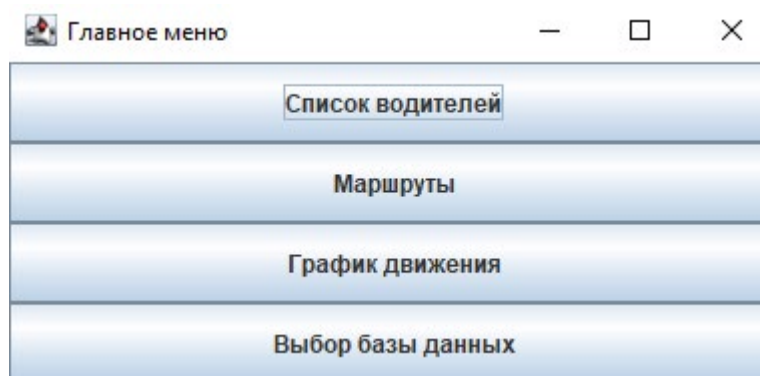 Главное меню
Список водителей
Маршруты
График движения
Выбор базы данных